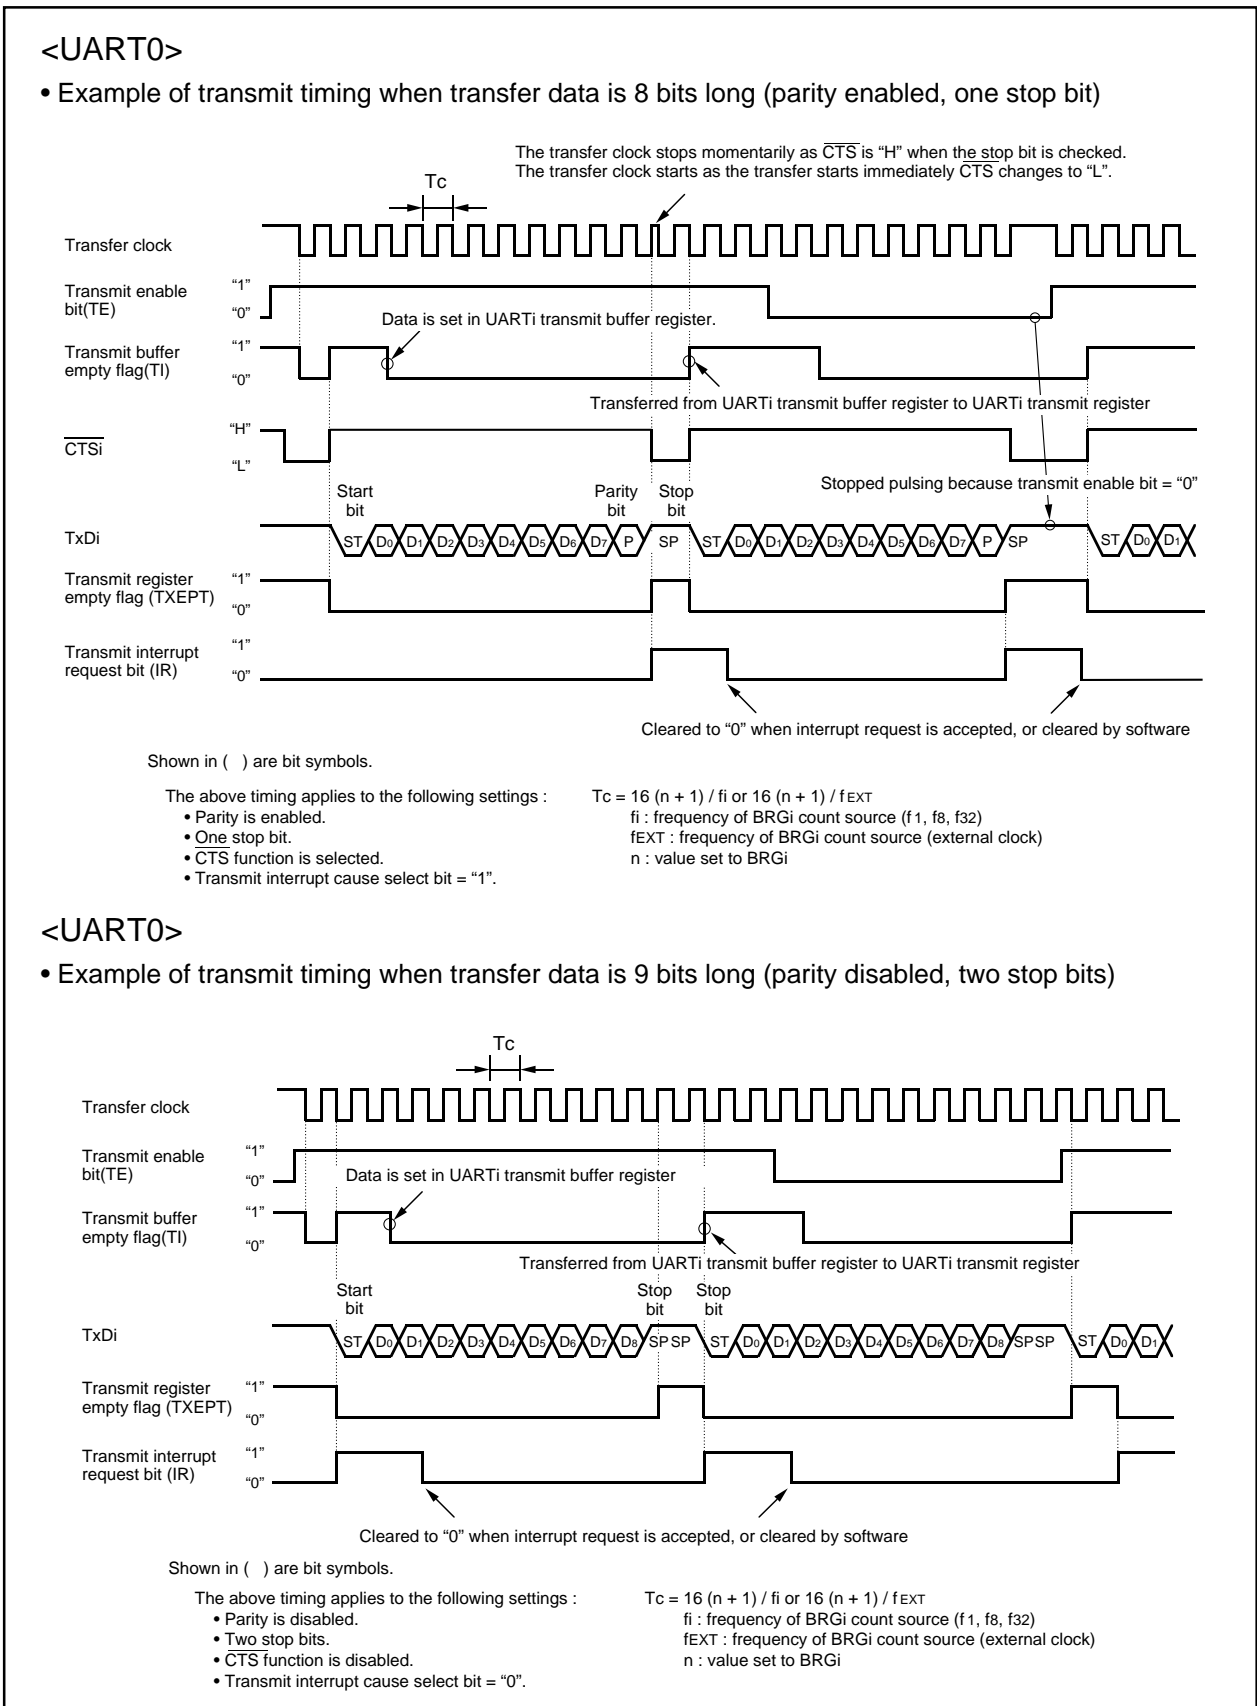 <UART0>
• Example of transmit timing when transfer data is 8 bits long (parity enabled, one stop bit)
The transfer clock stops momentarily as CTS is “H” when the stop bit is checked.
The transfer clock starts as the transfer starts immediately CTS changes to “L”.
Tc
Transfer clock
Transmit enable
bit(TE)
“1”
“0”
Data is set in UARTi transmit buffer register.
Transmit buffer
empty flag(TI)
“1”
“0”
Transferred from UARTi transmit buffer register to UARTi transmit register
CTSi
“H”
“L”
Stopped pulsing because transmit enable bit = “0”
Start
bit
Parity
bit
Stop
bit
TxDi
ST D0 D1 D2 D3 D4 D5 D6 D7 P SP ST D0 D1 D2 D3 D4 D5 D6 D7 P SP ST D0 D1
Transmit register
empty flag (TXEPT)
“1”
“0”
Transmit interrupt
request bit (IR)
“1”
“0”
Cleared to “0” when interrupt request is accepted, or cleared by software
Shown in ( ) are bit symbols.
The above timing applies to the following settings :
• Parity is enabled.
• One stop bit.
• CTS function is selected.
• Transmit interrupt cause select bit = “1”.
Tc = 16 (n + 1) / fi or 16 (n + 1) / fEXT
fi : frequency of BRGi count source (f1, f8, f32)
fEXT : frequency of BRGi count source (external clock)
n : value set to BRGi
<UART0>
• Example of transmit timing when transfer data is 9 bits long (parity disabled, two stop bits)
Tc
Transfer clock
Transmit enable
bit(TE)
“1”
“0”
Data is set in UARTi transmit buffer register
Transmit buffer
empty flag(TI)
“1”
“0”
Transferred from UARTi transmit buffer register to UARTi transmit register
Start
bit
Stop
bit
Stop
bit
TxDi
ST D0 D1 D2 D3 D4 D5 D6 D7 D8 SP SP ST D0 D1 D2 D3 D4 D5 D6 D7 D8 SP SP ST D0 D1
Transmit register
empty flag (TXEPT)
“1”
“0”
Transmit interrupt
request bit (IR)
“1”
“0”
Cleared to “0” when interrupt request is accepted, or cleared by software
Shown in ( ) are bit symbols.
The above timing applies to the following settings :
• Parity is disabled.
• Two stop bits.
• CTS function is disabled.
• Transmit interrupt cause select bit = “0”.
Tc = 16 (n + 1) / fi or 16 (n + 1) / fEXT
fi : frequency of BRGi count source (f1, f8, f32)
fEXT : frequency of BRGi count source (external clock)
n : value set to BRGi